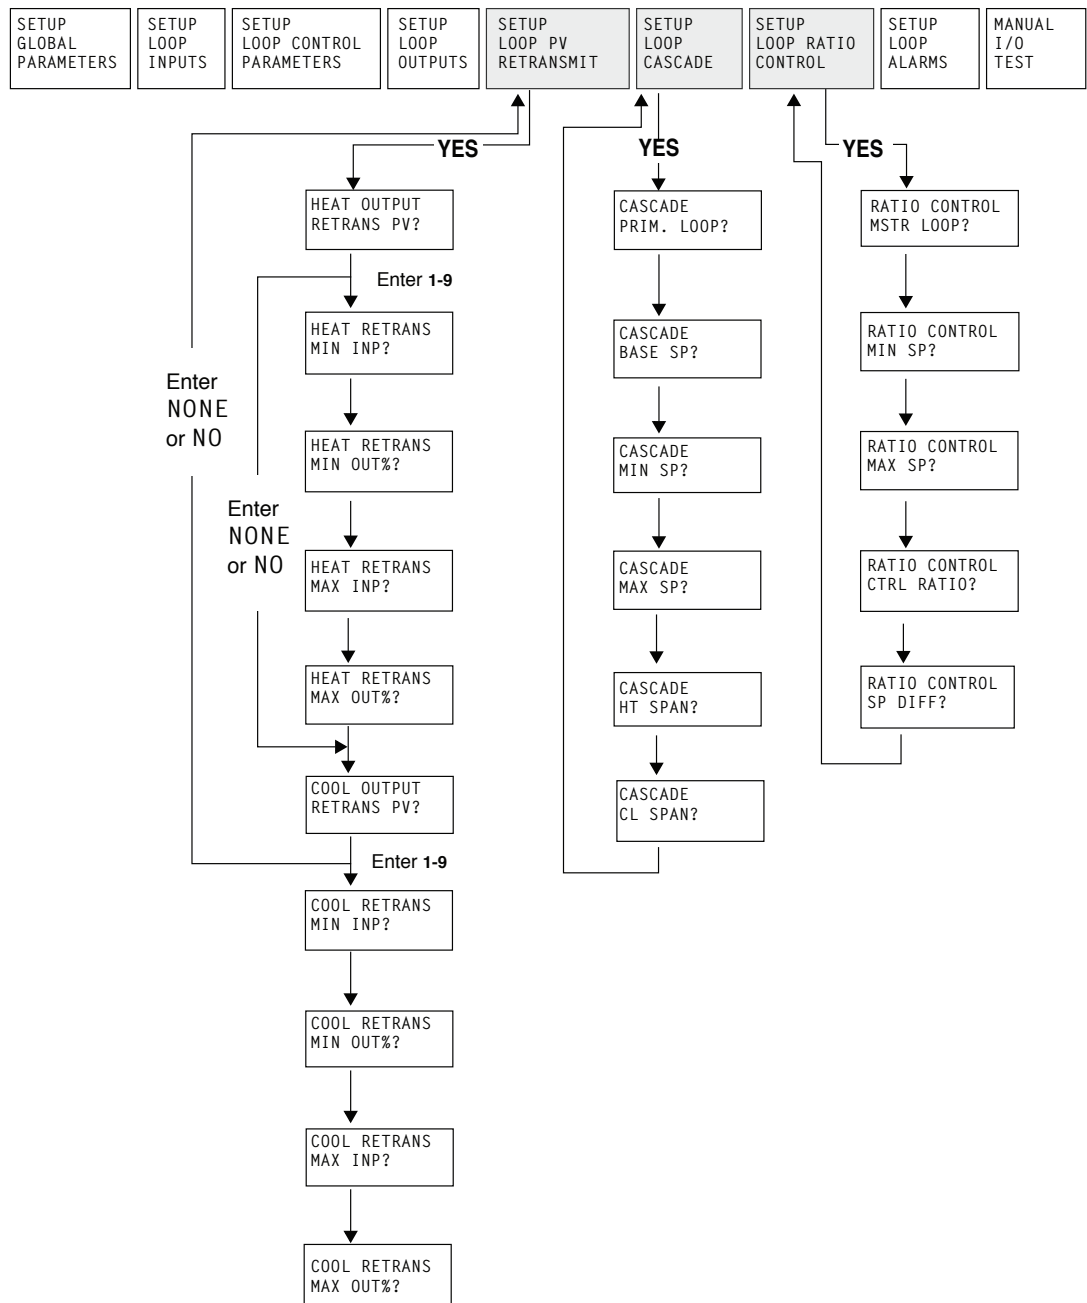 SETUP
GLOBAL
PARAMETERS
SETUP
LOOP
INPUTS
SETUP
LOOP CONTROL
PARAMETERS
SETUP
LOOP
OUTPUTS
SETUP
LOOP PV
RETRANSMIT
SETUP
LOOP
CASCADE
SETUP
LOOP RATIO
CONTROL
SETUP
LOOP
ALARMS
MANUAL
I/O
TEST
YES
HEAT OUTPUT
RETRANS PV?
Enter 1-9
HEAT RETRANS
MIN INP?
Enter
NONE
or NO
HEAT RETRANS
MIN OUT%?
Enter
NONE
or NO
HEAT RETRANS
MAX INP?
HEAT RETRANS
MAX OUT%?
COOL OUTPUT
RETRANS PV?
Enter 1-9
COOL RETRANS
MIN INP?
COOL RETRANS
MIN OUT%?
COOL RETRANS
MAX INP?
COOL RETRANS
MAX OUT%?
YES
CASCADE
PRIM. LOOP?
CASCADE
BASE SP?
CASCADE
MIN SP?
CASCADE
MAX SP?
CASCADE
HT SPAN?
CASCADE
CL SPAN?
YES
RATIO CONTROL
MSTR LOOP?
RATIO CONTROL
MIN SP?
RATIO CONTROL
MAX SP?
RATIO CONTROL
CTRL RATIO?
RATIO CONTROL
SP DIFF?